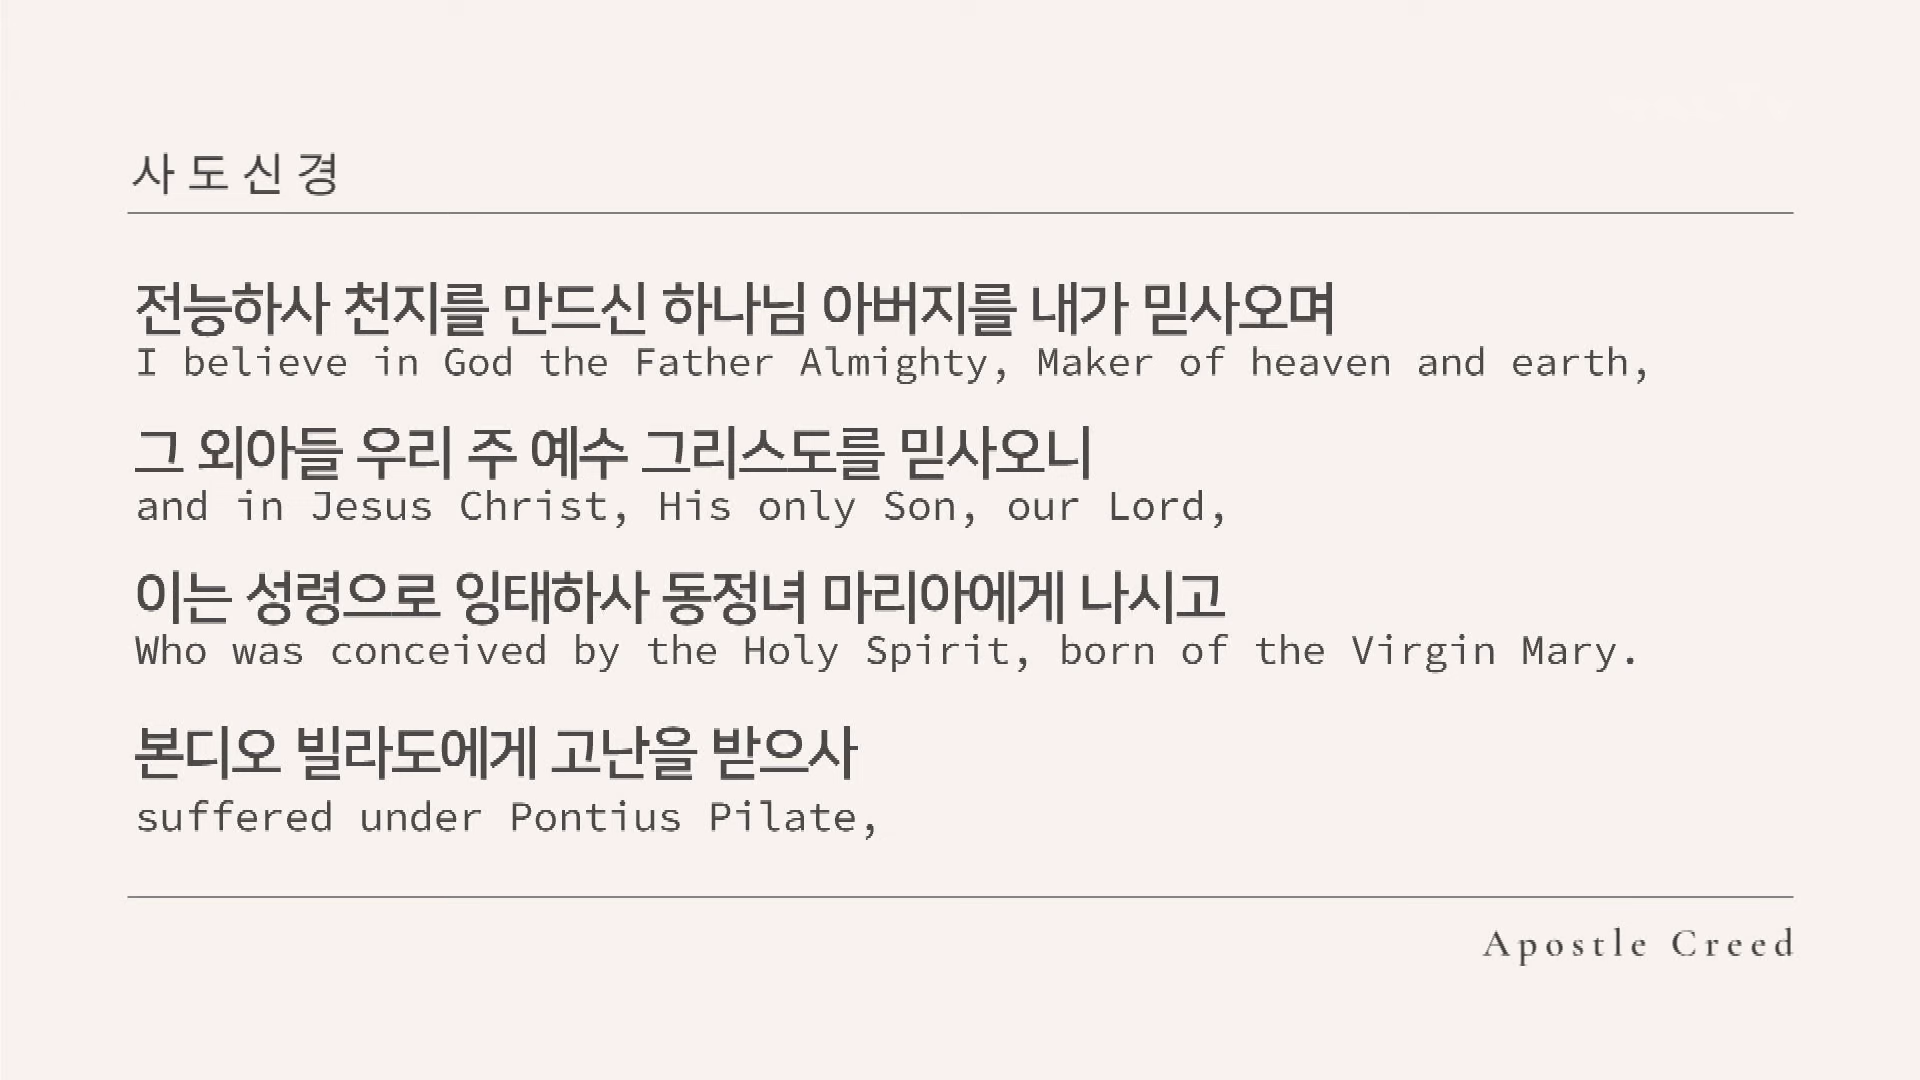 사도신경
전능하사 천지를 만드신 하나님 아버지를 내가 믿사오며
I believe in God the Father Almighty, Maker of heaven and earth,
그 외아들 우리 주 예수 그리스도를 믿사오니
and in Jesus Christ, His only Son, our Lord,
이는 성령으로 잉태하사 동정녀 마리아에게 나시고
Who was conceived by the Holy Spirit, born of the Virgin Mary.
본디오 빌라도에게 고난을 받으사
suffered under Pontius Pilate,
Apostle Creed